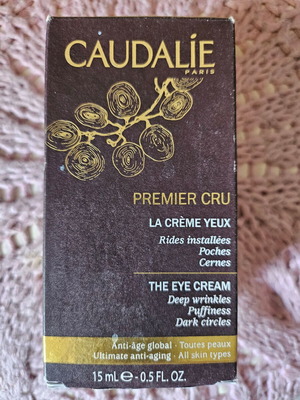 CAUDALÍE
PARIS
PREMIER CRU
LA CRÈME YEUX
Rides installées
Poches
Cernes
THE EYE CREAM
Deep wrinkles
Puffiness
Dark circles
Anti-âge global · Toutes peaux
Ultimate anti-aging · All skin types
15 mL ℮ - 0.5 FL. OZ.